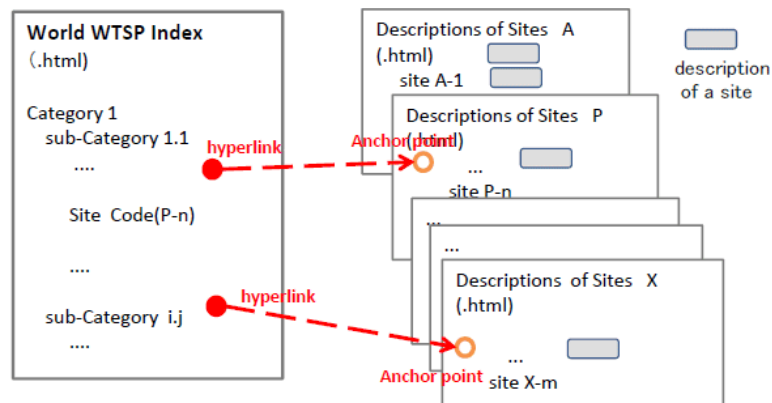 World WTSP Index
(.html)
Category 1
sub-Category 1.1
....
Site Code(P-n)
....
sub-Category i.j
....
hyperlink
hyperlink
Descriptions of Sites A
(.html)
site A-1
description
of a site
Descriptions of Sites P
(.html)
Anchor point
...
site P-n
...
...
Descriptions of Sites X
(.html)
...
Anchor point
site X-m